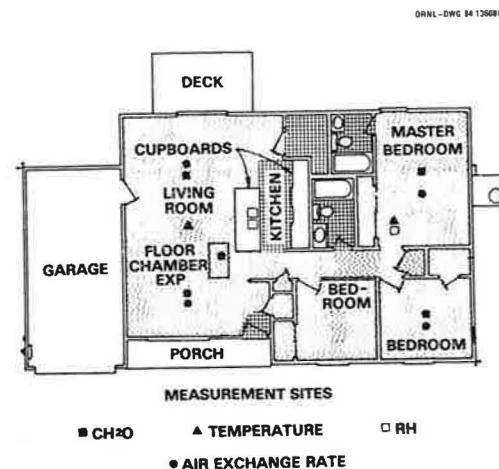 ORNL-DWG 84 13608
DECK
CUPBOARDS
LIVING
ROOM
KITCHEN
MASTER
BEDROOM
FLOOR
CHAMBER
EXP
GARAGE
BED-
ROOM
BEDROOM
PORCH
MEASUREMENT SITES
CH2O
TEMPERATURE
RH
AIR EXCHANGE RATE